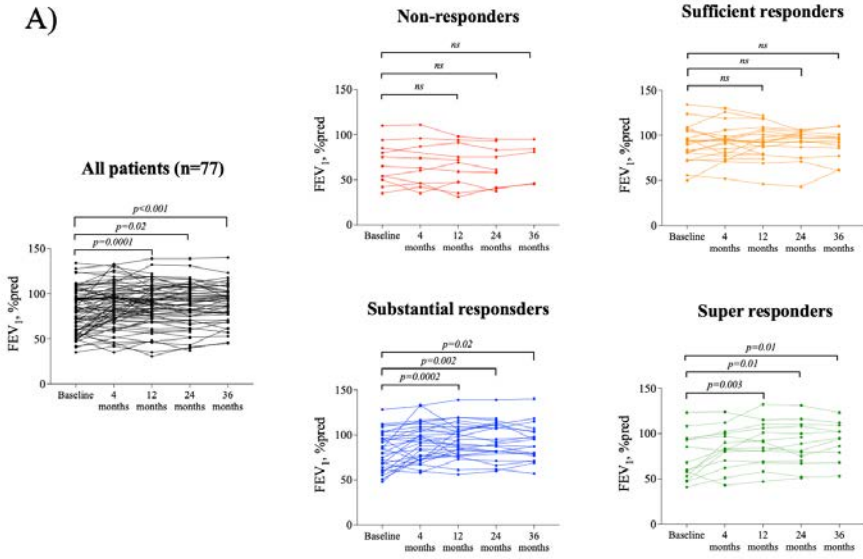 A)
All patients (n=77)
p<0.001
p=0.02
p=0.0001
FEV1, %pred
150
100
50
0
Baseline
4
months
12
months
24
months
36
months
Non-responders
ns
ns
ns
FEV1, %pred
150
100
50
0
Baseline
4
months
12
months
24
months
36
months
Sufficient responders
ns
ns
ns
FEV1, %pred
150
100
50
0
Baseline
4
months
12
months
24
months
36
months
Substantial responsders
p=0.02
p=0.002
p=0.0002
FEV1, %pred
150
100
50
0
Baseline
4
months
12
months
24
months
36
months
Super responders
p=0.01
p=0.01
p=0.003
FEV1, %pred
150
100
50
0
Baseline
4
months
12
months
24
months
36
months